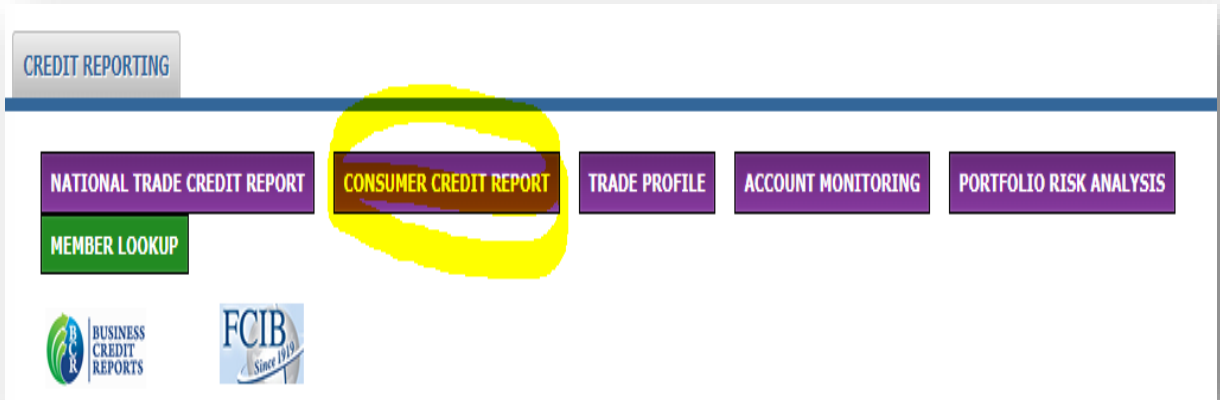 CREDIT REPORTING
NATIONAL TRADE CREDIT REPORT CONSUMER CREDIT REPORT TRADE PROFILE ACCOUNT MONITORING PORTFOLIO RISK ANALYSIS
MEMBER LOOKUP
BCR BUSINESS CREDIT REPORTS
FCIB
Since 1919